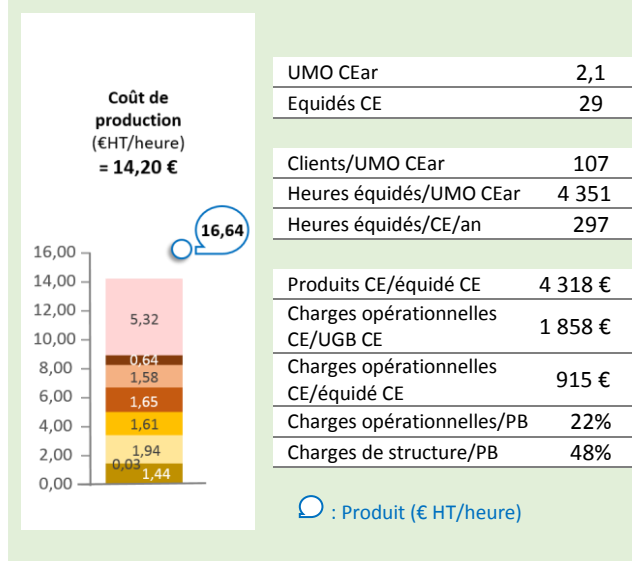 Coût de
production
(€HT/heure)
= 14,20 €
16,64
16,00
14,00
12,00
10,00
8,00
6,00
4,00
2,00
0,00
5,32
0,64
1,58
1,65
1,61
1,94
0,03
1,44
UMO CEar 2,1
Equidés CE 29
Clients/UMO CEar 107
Heures équidés/UMO CEar 4 351
Heures équidés/CE/an 297
Produits CE/équidé CE 4 318 €
Charges opérationnelles
CE/UGB CE 1 858 €
Charges opérationnelles
CE/équidé CE 915 €
Charges opérationnelles/PB 22%
Charges de structure/PB 48%
: Produit (€ HT/heure)